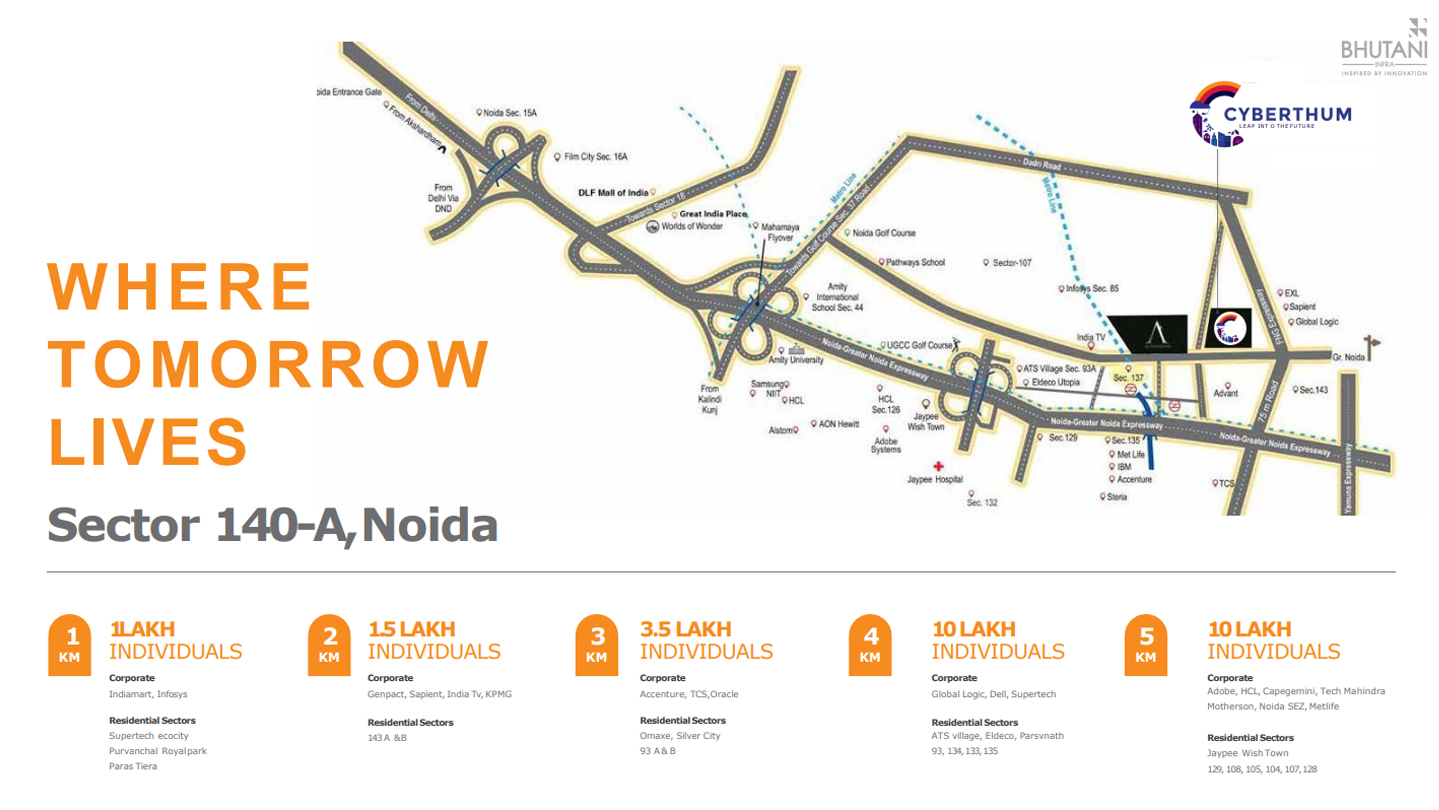 BHUTANI
INFRA
INSPIRED BY INNOVATION
CYBERTHUM
LEAP INTO THE FUTURE
oida Entrance Gate
From Delhi
From Akshardham
Noida Sec. 15A
Film City Sec. 16A
From
Delhi Via
DND
DLF Mall of India
Towards Sector 18
Great India Place
Worlds of Wonder
Mahamaya
Flyover
Metro Line
Towards Golf Course Sec. 37 Road
Dadri Road
Metro Line
Noida Golf Course
Pathways School
Sector-107
Infosys Sec. 85
Amity
International
School Sec. 44
EXL
Sapient
Global Logic
FNG Expressway
India TV
Gr. Noida
UGCC Golf Course
Noida-Greater Noida Expressway
Amity University
ATS Village Sec. 93A
Eldeco Utopia
Sec. 137
Advant
Sec.143
75 m Road
From
Kalindi
Kunj
Samsung
NIIT
HCL
HCL
Sec.126
Jaypee
Wish Town
Alstom
AON Hewitt
Adobe
Systems
Noida-Greater Noida Expressway
Noida-Greater Noida Expressway
Sec.129
Sec.135
Met Life
IBM
Accenture
Steria
Jaypee Hospital
Sec. 132
TCS
Yamuna Expressway
WHERE
TOMORROW
LIVES
Sector 140-A, Noida
1
KM
1LAKH
INDIVIDUALS
Corporate
Indiamart, Infosys
Residential Sectors
Supertech ecocity
Purvanchal Royalpark
Paras Tiera
2
KM
1.5 LAKH
INDIVIDUALS
Corporate
Genpact, Sapient, India Tv, KPMG
Residential Sectors
143 A &B
3
KM
3.5 LAKH
INDIVIDUALS
Corporate
Accenture, TCS,Oracle
Residential Sectors
Omaxe, Silver City
93 A & B
4
KM
10 LAKH
INDIVIDUALS
Corporate
Global Logic, Dell, Supertech
Residential Sectors
ATS village, Eldeco, Parsvnath
93, 134, 133, 135
5
KM
10 LAKH
INDIVIDUALS
Corporate
Adobe, HCL, Capegemini, Tech Mahindra
Motherson, Noida SEZ, Metlife
Residential Sectors
Jaypee Wish Town
129, 108, 105, 104, 107, 128